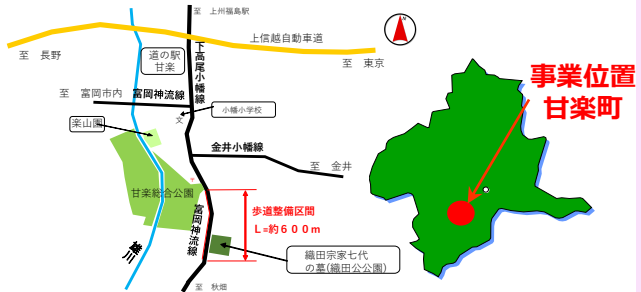 至　上州福島駅
上信越自動車道
至　長野
道の駅
甘楽
下高尾小幡線
至　東京
至　富岡市内
富岡神流線
小幡小学校
文
楽山園
金井小幡線
至　金井
甘楽総合公園
富岡神流線
歩道整備区間
L=約６００ｍ
雄川
織田宗家七代
の墓(織田公公園)
至　秋畑
N
事業位置
甘楽町